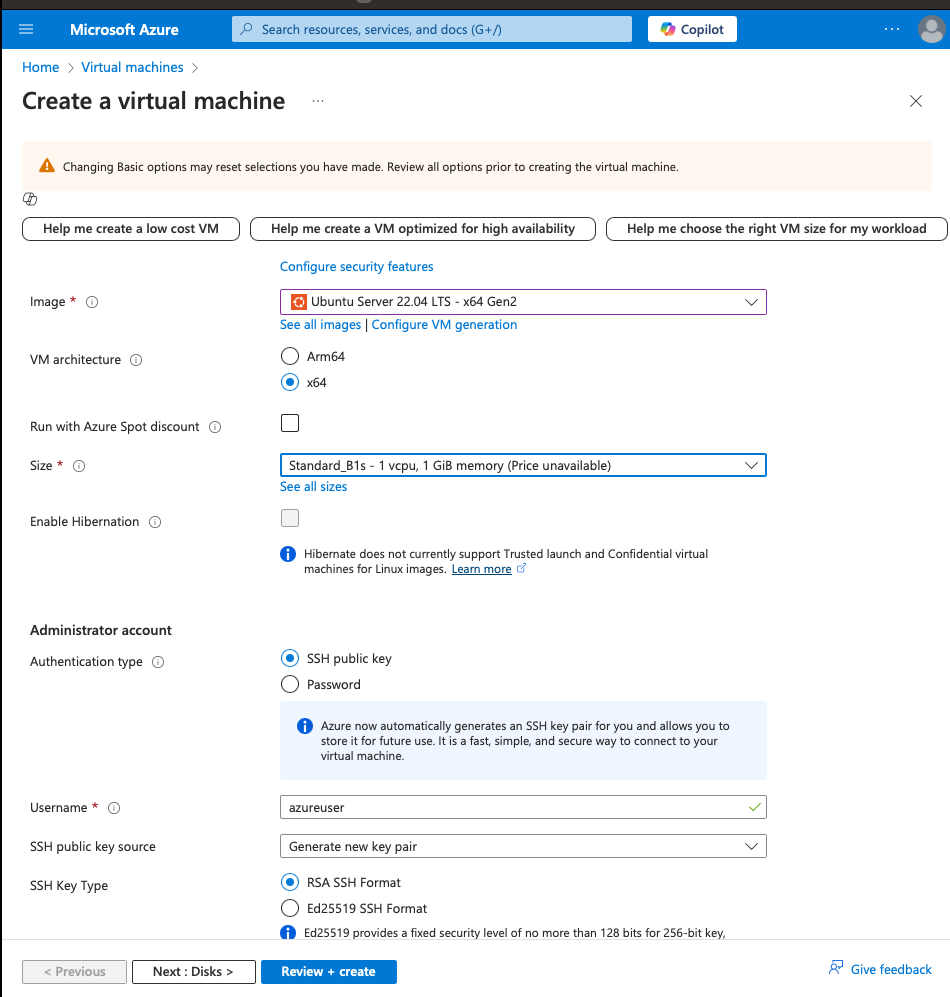 Microsoft Azure
Search resources, services, and docs (G+/)
Copilot
Home > Virtual machines >
Create a virtual machine ...
Changing Basic options may reset selections you have made. Review all options prior to creating the virtual machine.
Help me create a low cost VM
Help me create a VM optimized for high availability
Help me choose the right VM size for my workload
Configure security features
Image *
Ubuntu Server 22.04 LTS - x64 Gen2
See all images | Configure VM generation
VM architecture
Arm64
x64
Run with Azure Spot discount
Size *
Standard_B1s - 1 vcpu, 1 GiB memory (Price unavailable)
See all sizes
Enable Hibernation
Hibernate does not currently support Trusted launch and Confidential virtual
machines for Linux images. Learn more
Administrator account
Authentication type
SSH public key
Password
Azure now automatically generates an SSH key pair for you and allows you to
store it for future use. It is a fast, simple, and secure way to connect to your
virtual machine.
Username *
azureuser
SSH public key source
Generate new key pair
SSH Key Type
RSA SSH Format
Ed25519 SSH Format
Ed25519 provides a fixed security level of no more than 128 bits for 256-bit key,
< Previous
Next : Disks >
Review + create
Give feedback